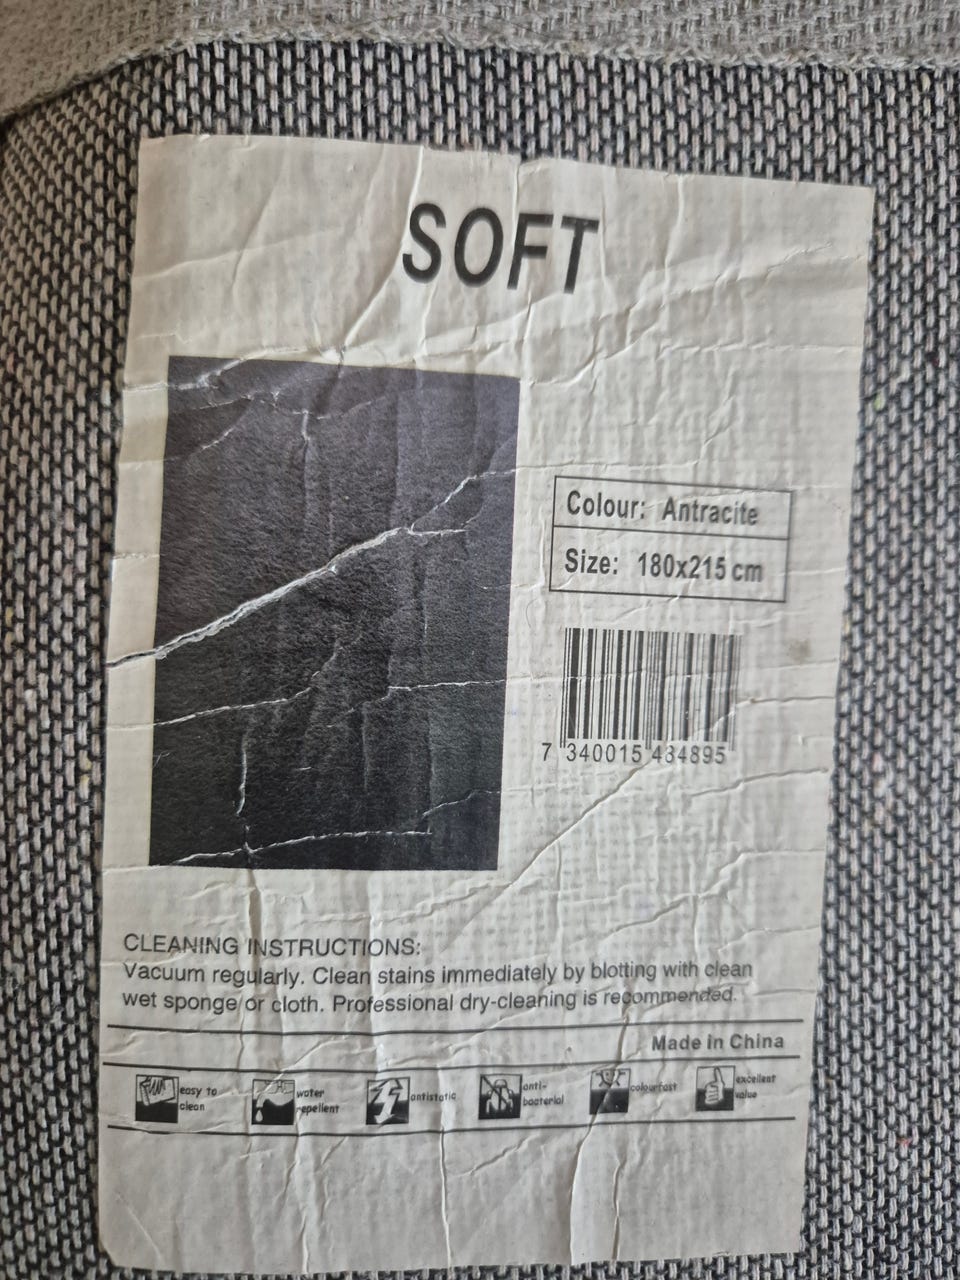 SOFT
Colour: Antracite
Size: 180x215 cm
7 340015 484895
CLEANING INSTRUCTIONS:
Vacuum regularly. Clean stains immediately by blotting with clean
wet sponge or cloth. Professional dry-cleaning is recommended.
Made in China
easy to
clean
water
repellent
antistatic
anti-
bacterial
colourfast
excellent
value